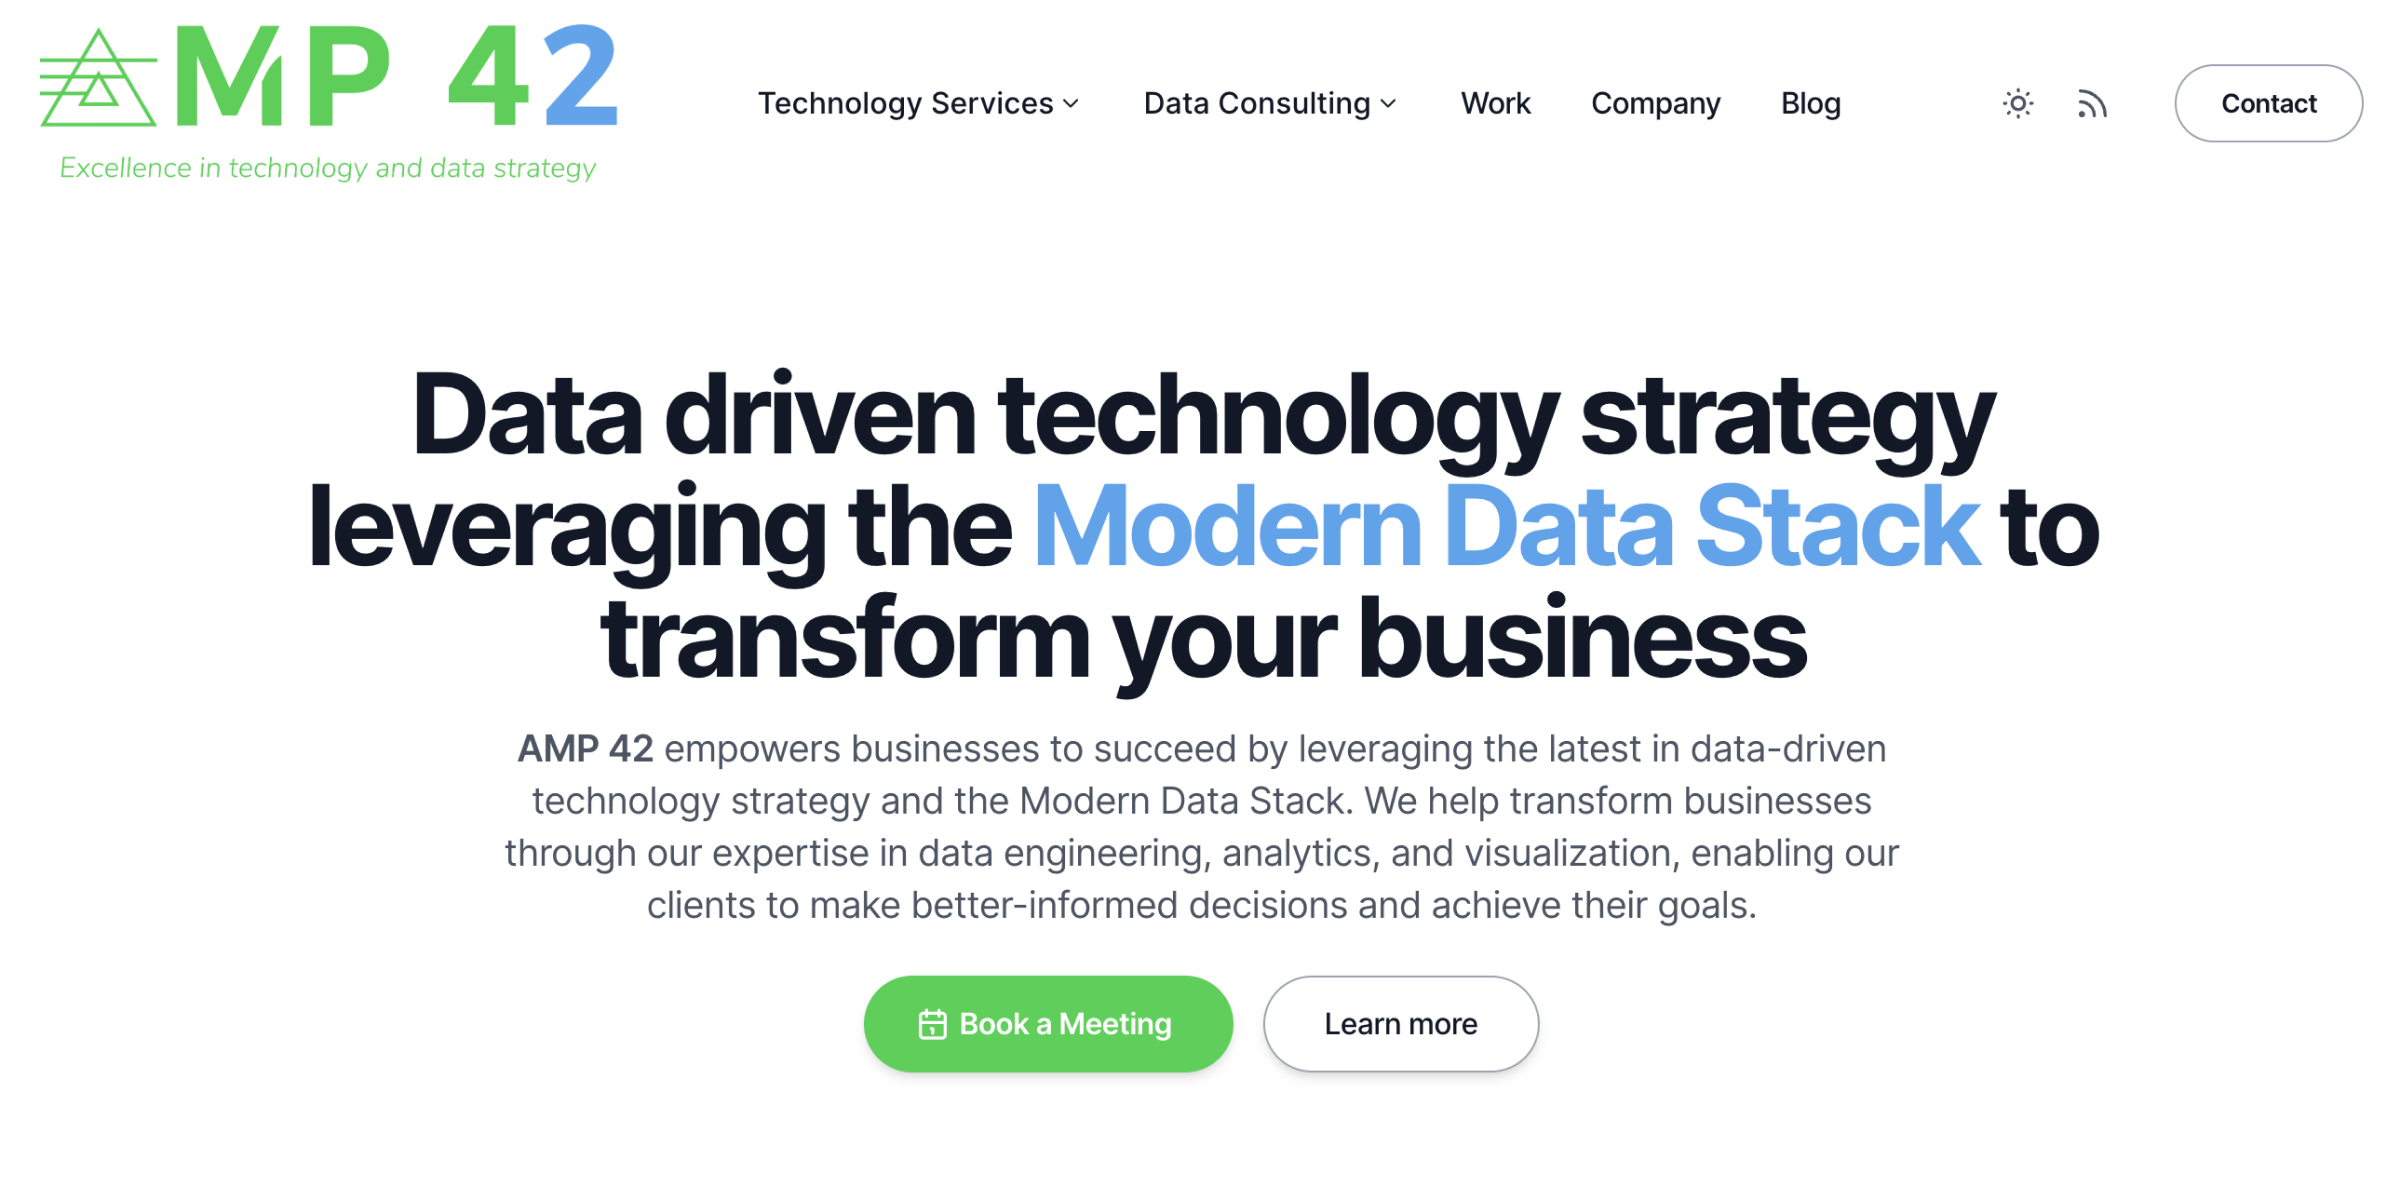 AMP 42
Excellence in technology and data strategy
Technology Services Data Consulting Work Company Blog Contact
Data driven technology strategy
leveraging the Modern Data Stack to
transform your business
AMP 42 empowers businesses to succeed by leveraging the latest in data-driven
technology strategy and the Modern Data Stack. We help transform businesses
through our expertise in data engineering, analytics, and visualization, enabling our
clients to make better-informed decisions and achieve their goals.
Book a Meeting Learn more